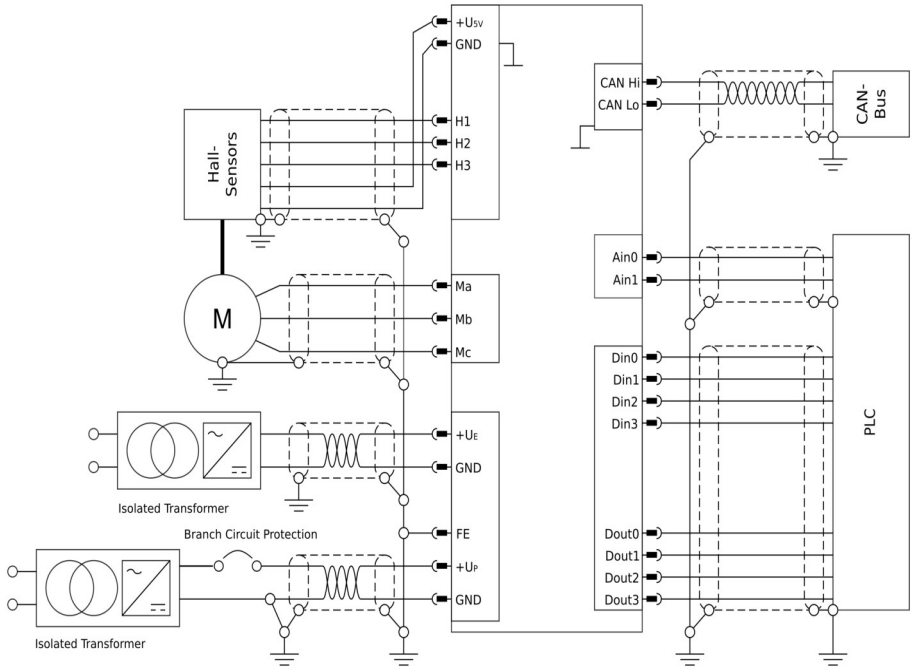 +U5V
GND
CAN Hi
CAN Lo
CAN-
Bus
H1
H2
H3
Hall-
Sensors
Ain0
Ain1
Ma
Mb
Mc
M
Din0
Din1
Din2
Din3
PLC
+UE
GND
Isolated Transformer
Branch Circuit Protection
FE
+UP
GND
Dout0
Dout1
Dout2
Dout3
Isolated Transformer